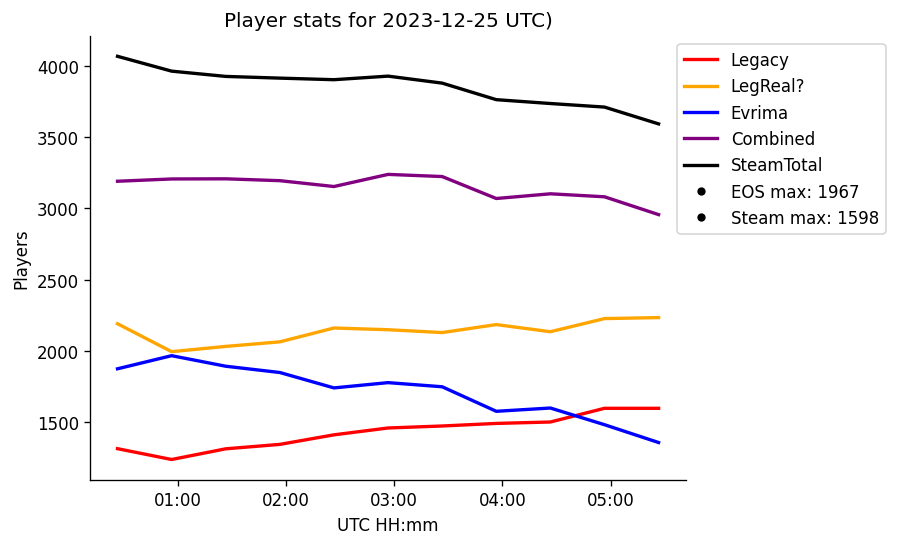 Player stats for 2023-12-25 UTC)
4000
3500
3000
2500
2000
1500
Players
01:00
02:00
03:00
04:00
05:00
UTC HH:mm
Legacy
LegReal?
Evrima
Combined
SteamTotal
EOS max: 1967
Steam max: 1598